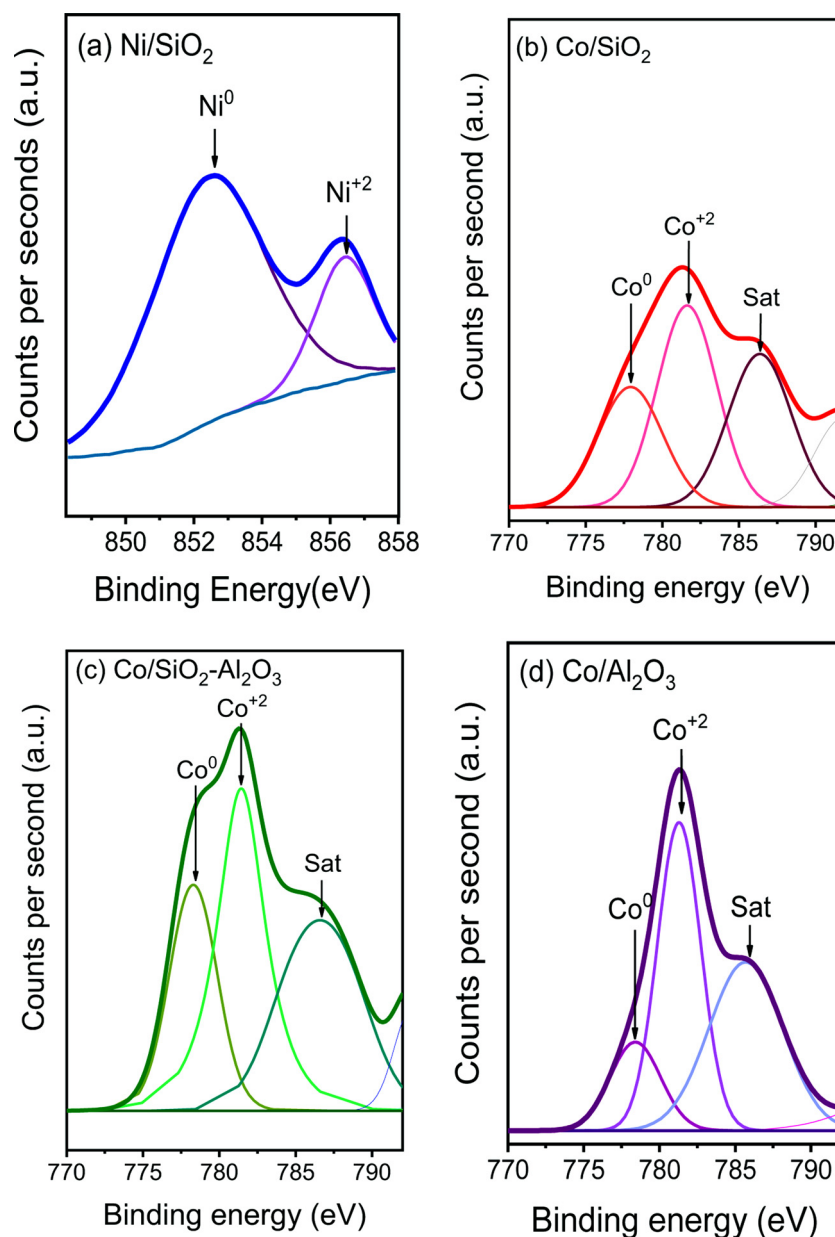 (a) Ni/SiO₂
Ni⁰
Ni⁺²
Counts per seconds (a.u.)
850 852 854 856 858
Binding Energy(eV)
(b) Co/SiO₂
Co⁺²
Co⁰
Sat
Counts per second (a.u.)
770 775 780 785 790
Binding energy (eV)
(c) Co/SiO₂-Al₂O₃
Co⁺²
Co⁰
Sat
Counts per second (a.u.)
770 775 780 785 790
Binding energy (eV)
(d) Co/Al₂O₃
Co⁺²
Co⁰
Sat
Counts per second (a.u.)
770 775 780 785 790
Binding energy (eV)